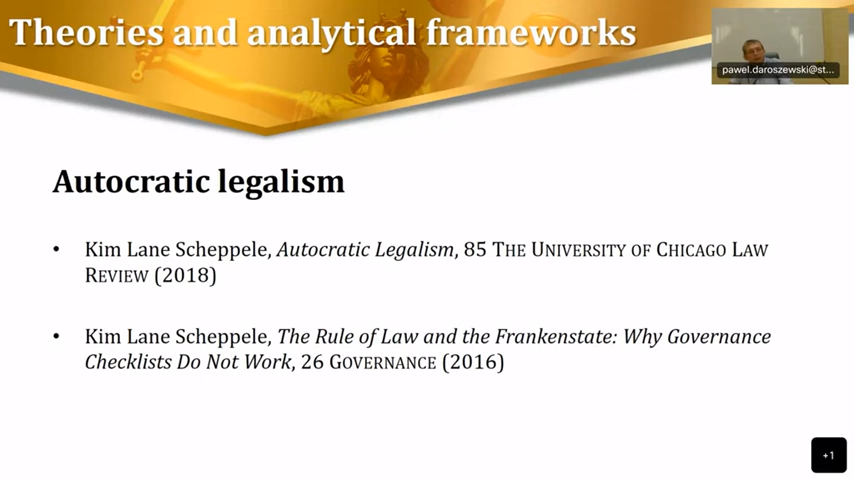 Theories and analytical frameworks
pawel.daroszewski@st...
Autocratic legalism
• Kim Lane Scheppele, Autocratic Legalism, 85 THE UNIVERSITY OF CHICAGO LAW
REVIEW (2018)
• Kim Lane Scheppele, The Rule of Law and the Frankenstate: Why Governance
Checklists Do Not Work, 26 GOVERNANCE (2016)
+1